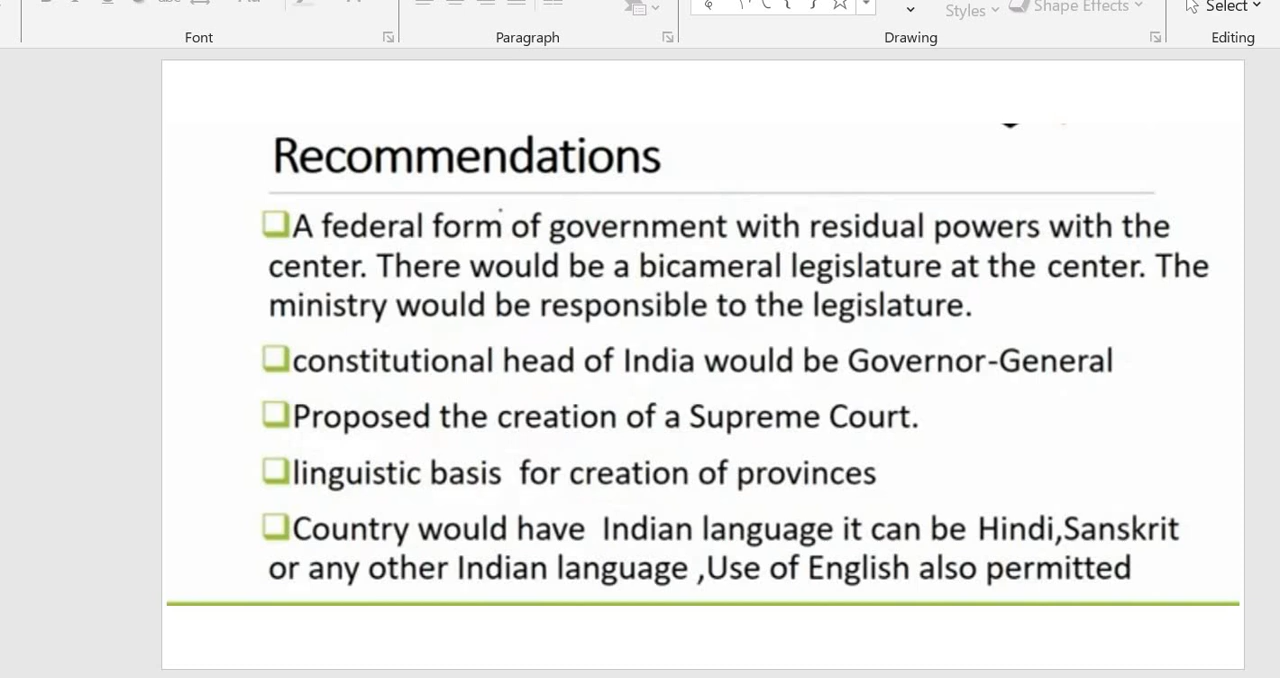 Styles Shape Effects Select
Font Paragraph Drawing Editing
Recommendations
A federal form of government with residual powers with the
center. There would be a bicameral legislature at the center. The
ministry would be responsible to the legislature.
constitutional head of India would be Governor-General
Proposed the creation of a Supreme Court.
linguistic basis for creation of provinces
Country would have Indian language it can be Hindi,Sanskrit
or any other Indian language ,Use of English also permitted